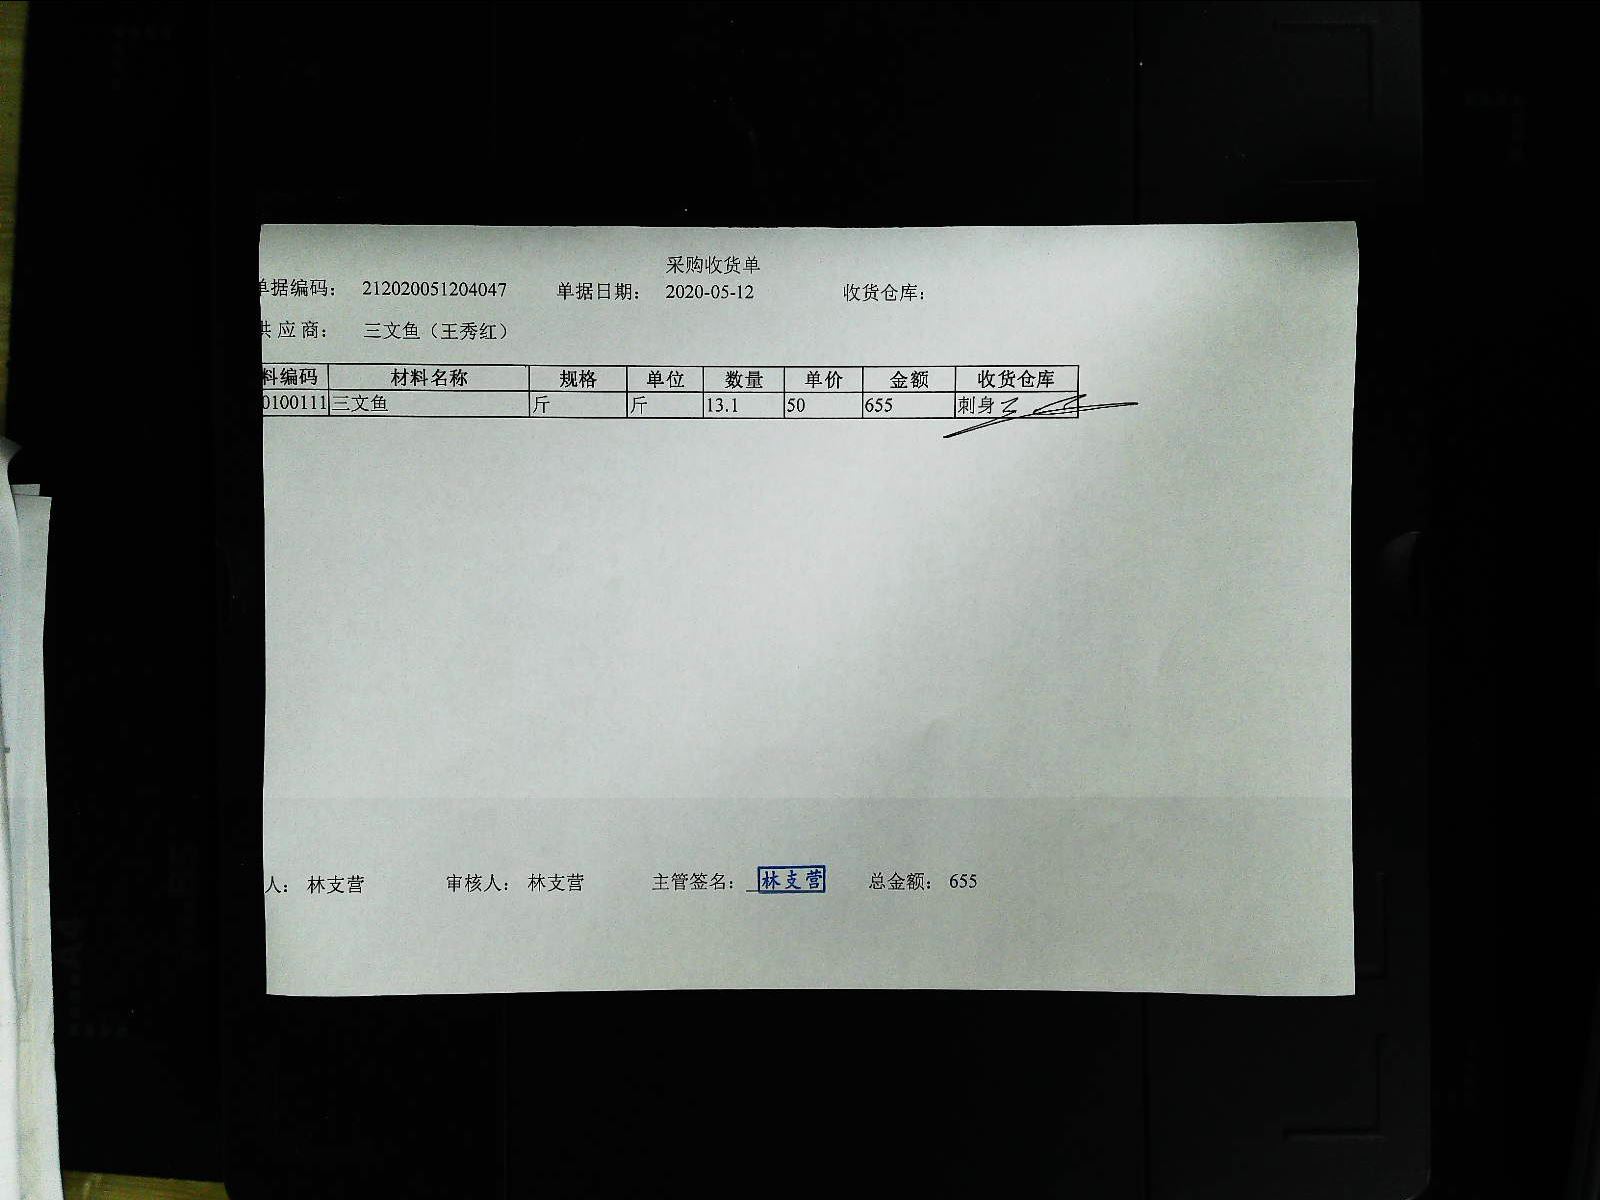 采购收货单
单据编码： 212020051204047 单据日期： 2020-05-12 收货仓库：
供 应 商： 三文鱼（王秀红）
料编码 材料名称 规格 单位 数量 单价 金额 收货仓库
0100111 三文鱼 斤 斤 13.1 50 655 刺身
人： 林支营 审核人： 林支营 主管签名： 林支营 总金额： 655